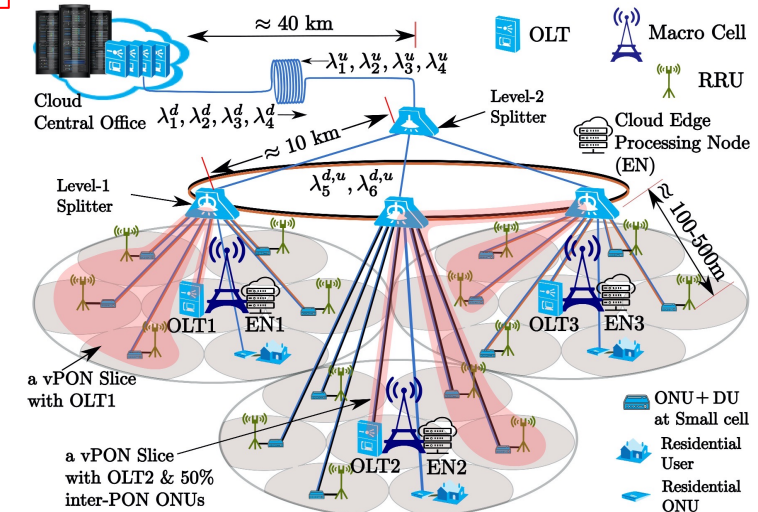 ≈ 40 km
OLT
Macro Cell
RRU
λ₁ᵘ, λ₂ᵘ, λ₃ᵘ, λ₄ᵘ
Cloud
Central Office
λ₁ᵈ, λ₂ᵈ, λ₃ᵈ, λ₄ᵈ
Level-2
Splitter
Cloud Edge
Processing Node
(EN)
≈ 10 km
λ₅ᵈ,ᵘ, λ₆ᵈ,ᵘ
Level-1
Splitter
≈ 100-500m
OLT1
EN1
OLT3
EN3
a vPON Slice
with OLT1
ONU+DU
at Small cell
a vPON Slice
with OLT2 & 50%
inter-PON ONUs
OLT2
EN2
Residential
User
Residential
ONU